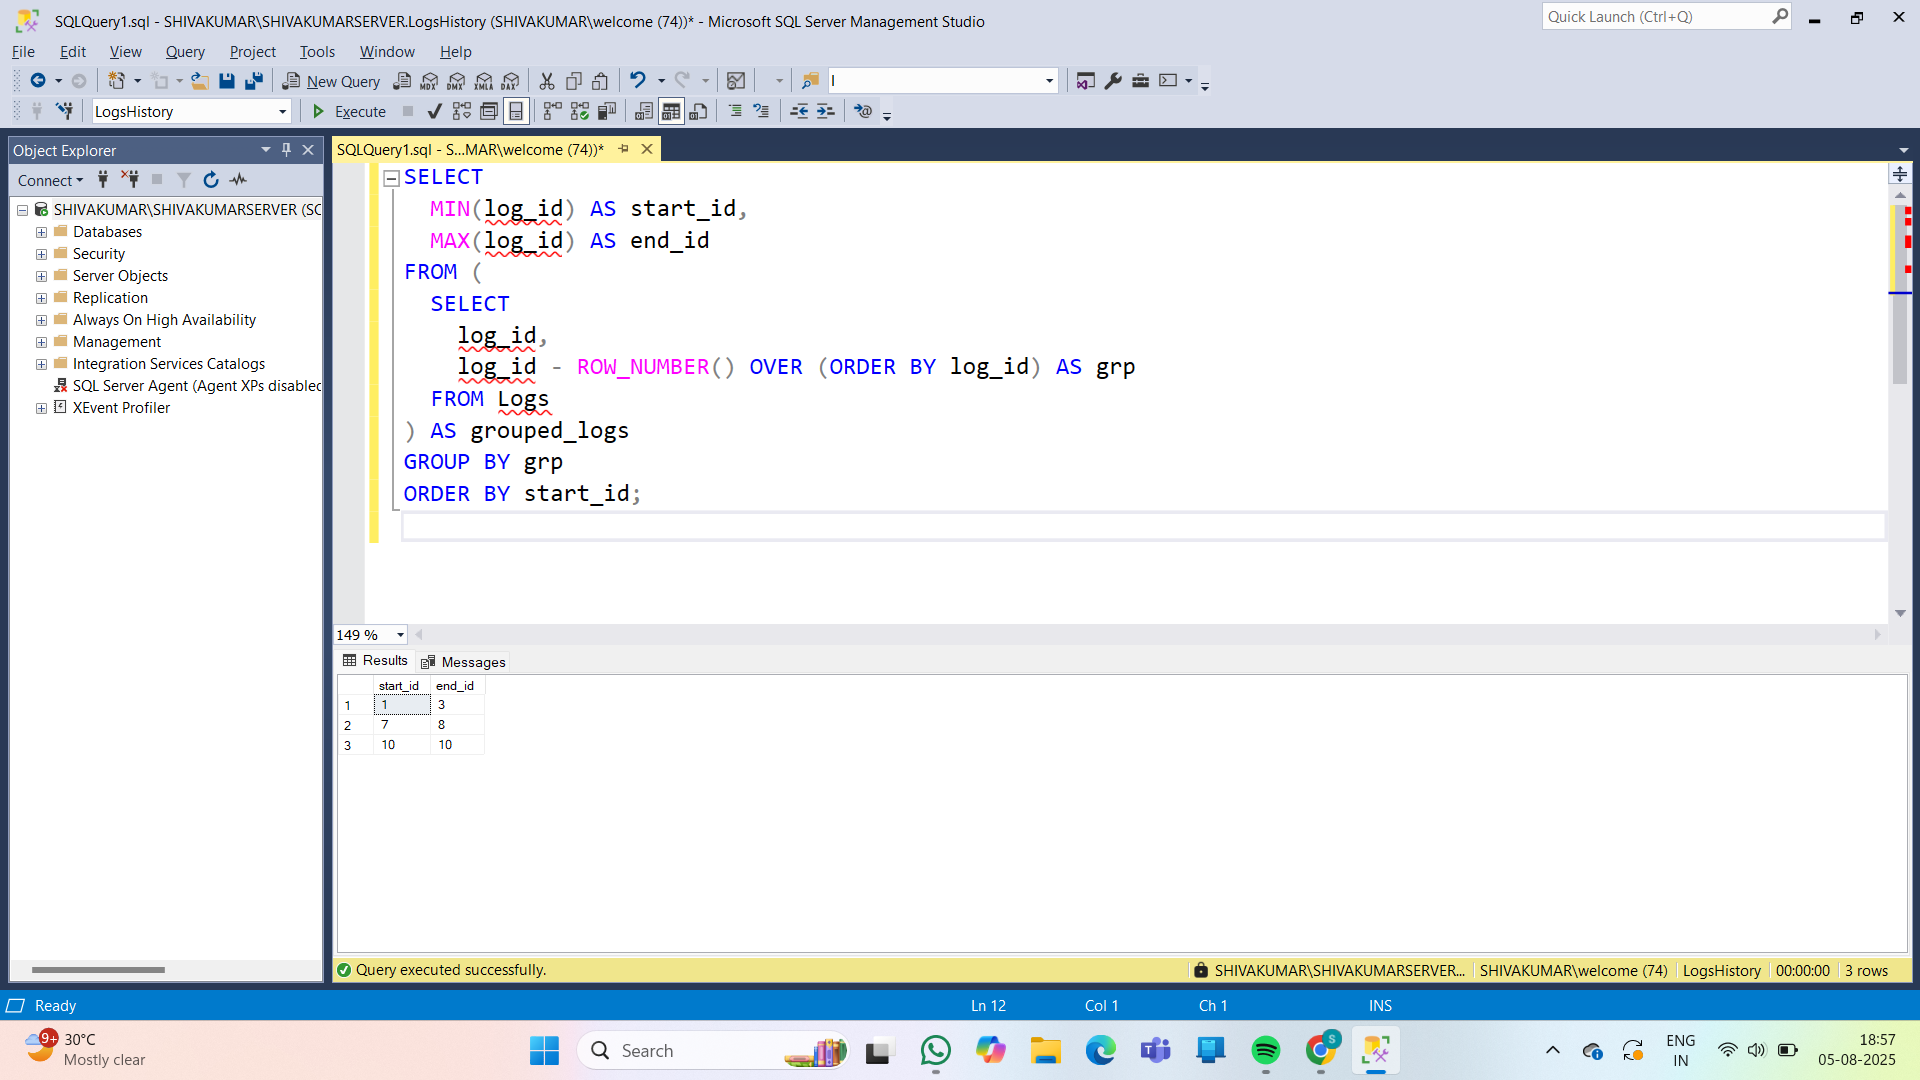 SQLQuery1.sql - SHIVAKUMAR\SHIVAKUMARSERVER.LogsHistory (SHIVAKUMAR\welcome (74))* - Microsoft SQL Server Management Studio
Quick Launch (Ctrl+Q)
File Edit View Query Project Tools Window Help
New Query
MDX DMX XMLA DAX
LogsHistory
Execute
Object Explorer
SQLQuery1.sql - S...MAR\welcome (74))*
Connect
SHIVAKUMAR\SHIVAKUMARSERVER (SC
Databases
Security
Server Objects
Replication
Always On High Availability
Management
Integration Services Catalogs
SQL Server Agent (Agent XPs disabled
XEvent Profiler
SELECT
MIN(log_id) AS start_id,
MAX(log_id) AS end_id
FROM (
SELECT
log_id,
log_id - ROW_NUMBER() OVER (ORDER BY log_id) AS grp
FROM Logs
) AS grouped_logs
GROUP BY grp
ORDER BY start_id;
149 %
Results Messages
start_id end_id
1 1 3
2 7 8
3 10 10
Query executed successfully.
SHIVAKUMAR\SHIVAKUMARSERVER... SHIVAKUMAR\welcome (74) LogsHistory 00:00:00 3 rows
Ready Ln 12 Col 1 Ch 1 INS
9+
30°C
Mostly clear
Search
S
ENG
IN
18:57
05-08-2025